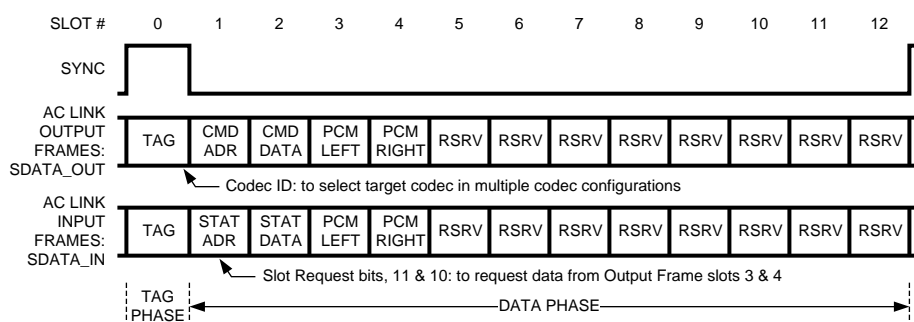 SLOT # 0 1 2 3 4 5 6 7 8 9 10 11 12
SYNC
AC LINK
OUTPUT
FRAMES:
SDATA_OUT
TAG CMD ADR CMD DATA PCM LEFT PCM RIGHT RSRV RSRV RSRV RSRV RSRV RSRV RSRV RSRV
Codec ID: to select target codec in multiple codec configurations
AC LINK
INPUT
FRAMES:
SDATA_IN
TAG STAT ADR STAT DATA PCM LEFT PCM RIGHT RSRV RSRV RSRV RSRV RSRV RSRV RSRV RSRV
Slot Request bits, 11 & 10: to request data from Output Frame slots 3 & 4
TAG
PHASE
DATA PHASE